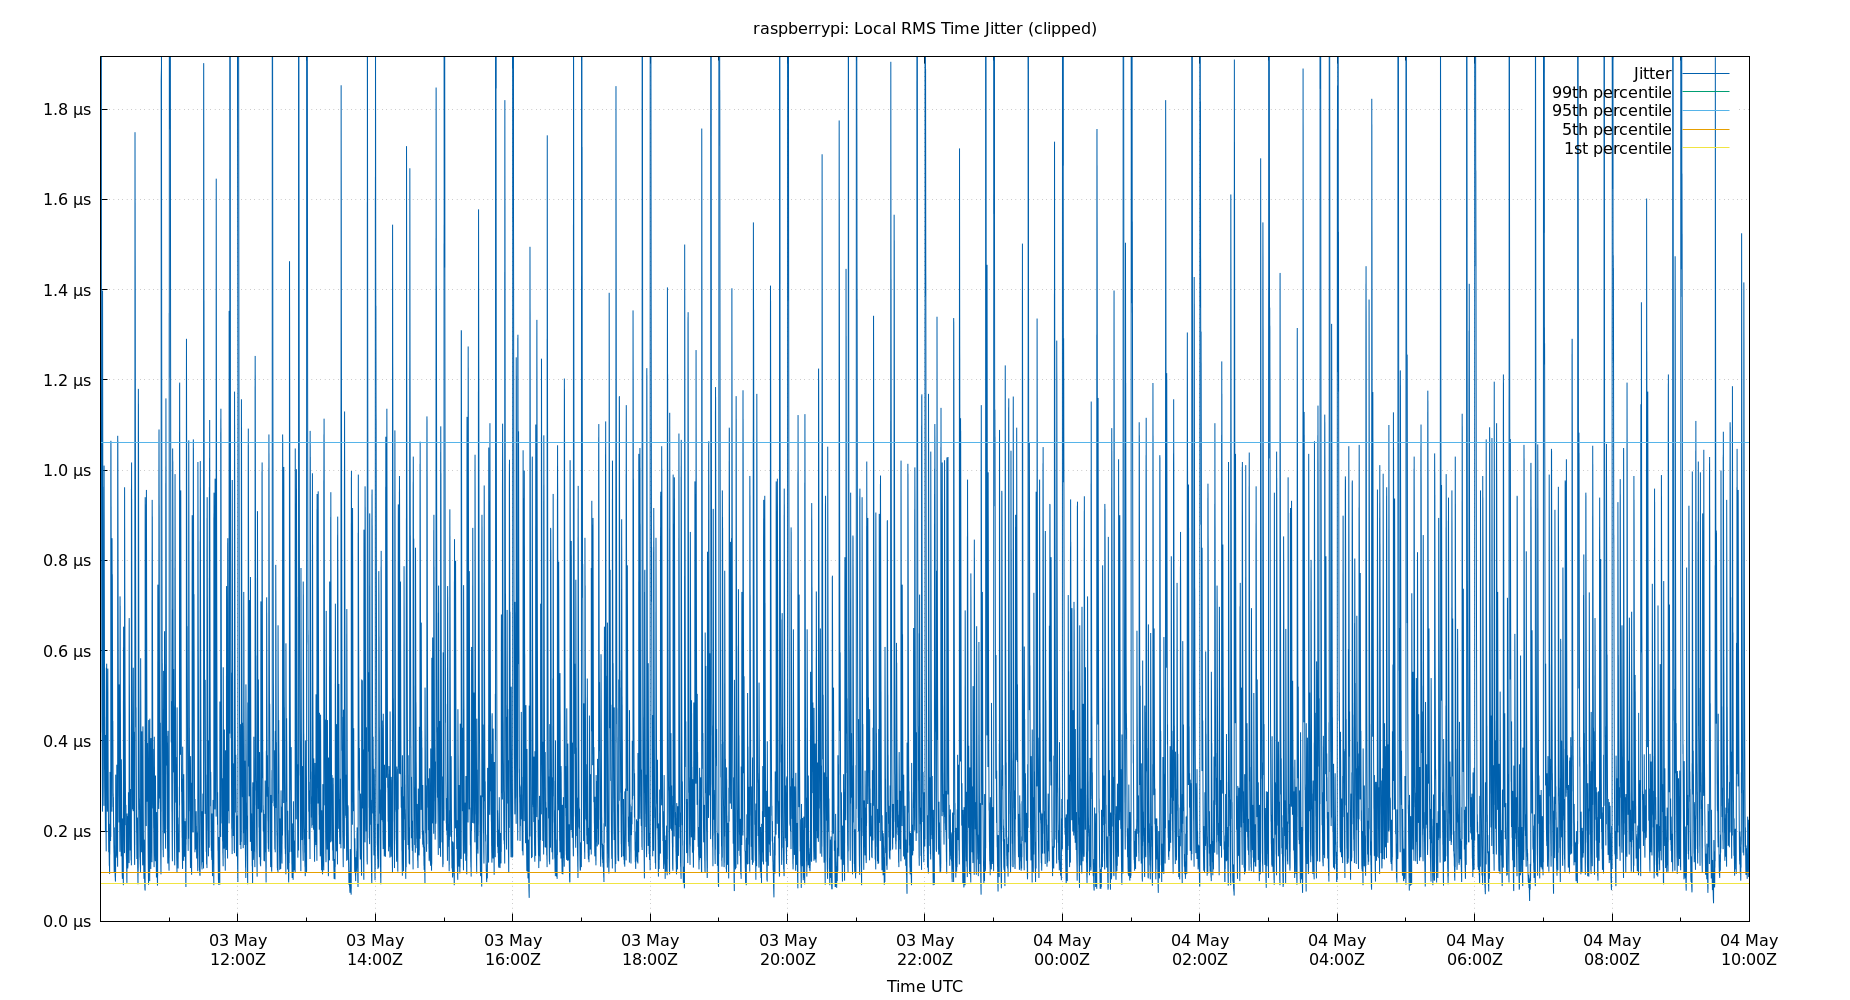 raspberrypi: Local RMS Time Jitter (clipped)
Jitter
99th percentile
95th percentile
5th percentile
1st percentile
1.8 µs
1.6 µs
1.4 µs
1.2 µs
1.0 µs
0.8 µs
0.6 µs
0.4 µs
0.2 µs
0.0 µs
03 May 03 May 03 May 03 May 03 May 03 May 04 May 04 May 04 May 04 May 04 May 04 May
12:00Z 14:00Z 16:00Z 18:00Z 20:00Z 22:00Z 00:00Z 02:00Z 04:00Z 06:00Z 08:00Z 10:00Z
Time UTC